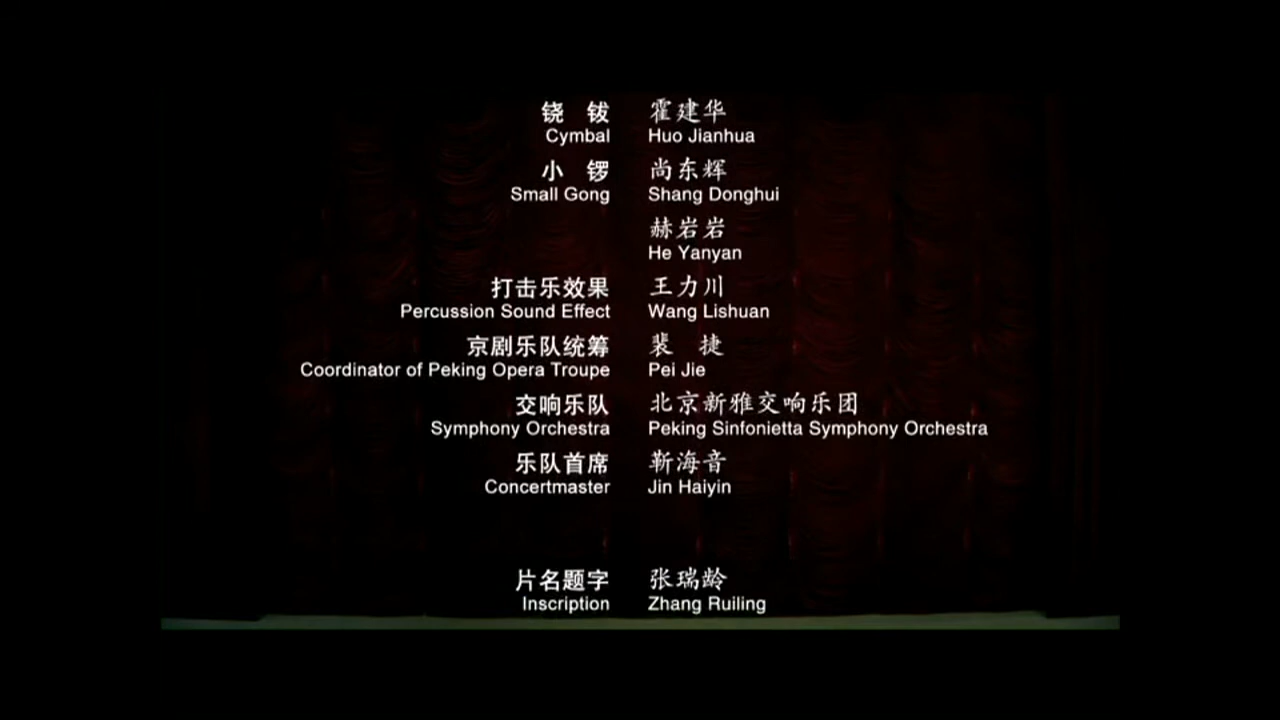 铙 钹 霍建华
Cymbal Huo Jianhua
小 锣 尚东辉
Small Gong Shang Donghui
赫岩岩
He Yanyan
打击乐效果 王力川
Percussion Sound Effect Wang Lishuan
京剧乐队统筹 裴 捷
Coordinator of Peking Opera Troupe Pei Jie
交响乐队 北京新雅交响乐团
Symphony Orchestra Peking Sinfonietta Symphony Orchestra
乐队首席 靳海音
Concertmaster Jin Haiyin
片名题字 张瑞龄
Inscription Zhang Ruiling